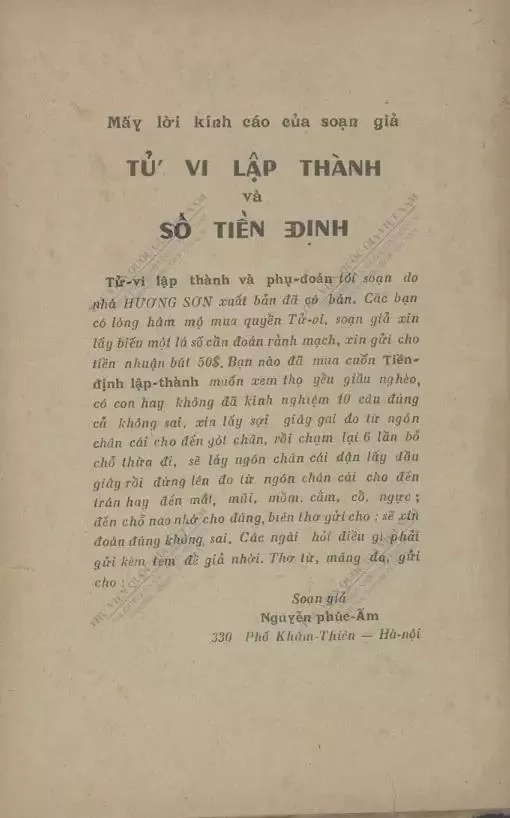 Mấy lời kính cáo của soạn giả
TỬ VI LẬP THÀNH
và
SỐ TIỀN ĐỊNH
Tử-vi lập thành và phụ-đoán tôi soạn do
nhà HƯƠNG SƠN xuất bản đã có bán. Các bạn
có lòng hâm mộ mua quyển Tử-vi, soạn giả xin
lấy biếu một lá số cần đoán rành mạch, xin gửi cho
tiền nhuận bút 50$. Bạn nào đã mua cuốn Tiền-
định lập-thành muốn xem thọ yểu giầu nghèo,
có con hay không đã kinh nghiệm 10 câu đúng
cả không sai, xin lấy sợi giây gai đo từ ngón
chân cái cho đến gót chân, rồi chụm lại 6 lần bỏ
chỗ thừa đi, sẽ lấy ngón chân cái dận lấy đầu
giây rồi đứng lên đo từ ngón chân cái cho đến
trán hay đến mắt, mũi, mồm, cằm, cổ, ngực ;
đến chỗ nào nhớ cho đúng, biên thơ gửi cho ; sẽ xin
đoán đúng không sai. Các ngài hỏi điều gì phải
gửi kèm tem để giả nhời. Thơ từ, măng đa, gửi
cho :
Soạn giả
Nguyễn phúc-Ấm
330 Phố Khâm-Thiên — Hà-nội
THƯ VIỆN QUỐC GIA VIỆT NAM